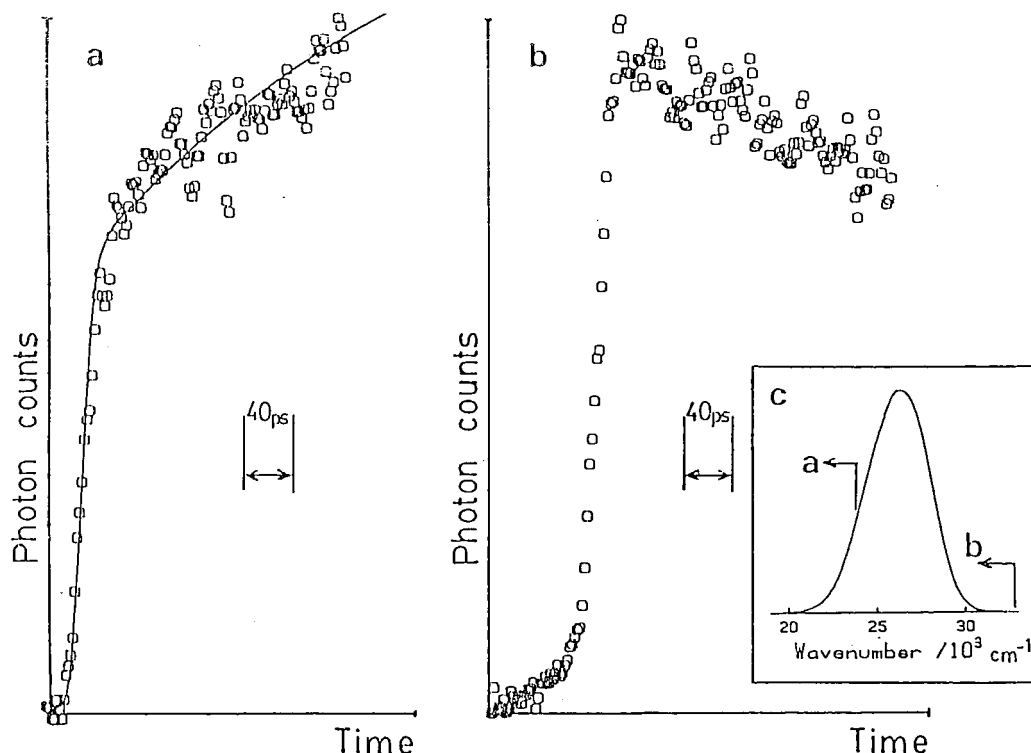 a
Photon counts
40ps
Time
b
Photon counts
40ps
Time
c
a
b
20 25 30
Wavenumber /10³ cm⁻¹